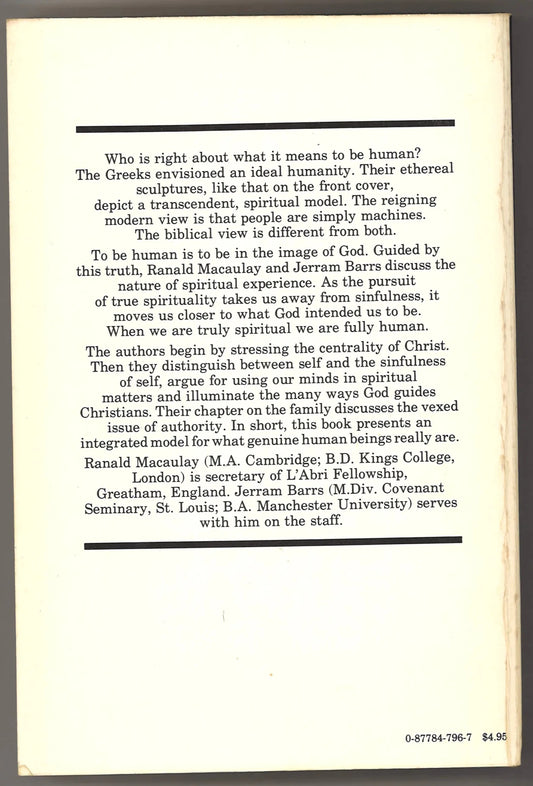 Who is right about what it means to be human?
The Greeks envisioned an ideal humanity. Their ethereal
sculptures, like that on the front cover,
depict a transcendent, spiritual model. The reigning
modern view is that people are simply machines.
The biblical view is different from both.
To be human is to be in the image of God. Guided by
this truth, Ranald Macaulay and Jerram Barrs discuss the
nature of spiritual experience. As the pursuit
of true spirituality takes us away from sinfulness, it
moves us closer to what God intended us to be.
When we are truly spiritual we are fully human.
The authors begin by stressing the centrality of Christ.
Then they distinguish between self and the sinfulness
of self, argue for using our minds in spiritual
matters and illuminate the many ways God guides
Christians. Their chapter on the family discusses the vexed
issue of authority. In short, this book presents an
integrated model for what genuine human beings really are.
Ranald Macaulay (M.A. Cambridge; B.D. Kings College,
London) is secretary of L'Abri Fellowship,
Greatham, England. Jerram Barrs (M.Div. Covenant
Seminary, St. Louis; B.A. Manchester University) serves
with him on the staff.
0-87784-796-7 $4.95